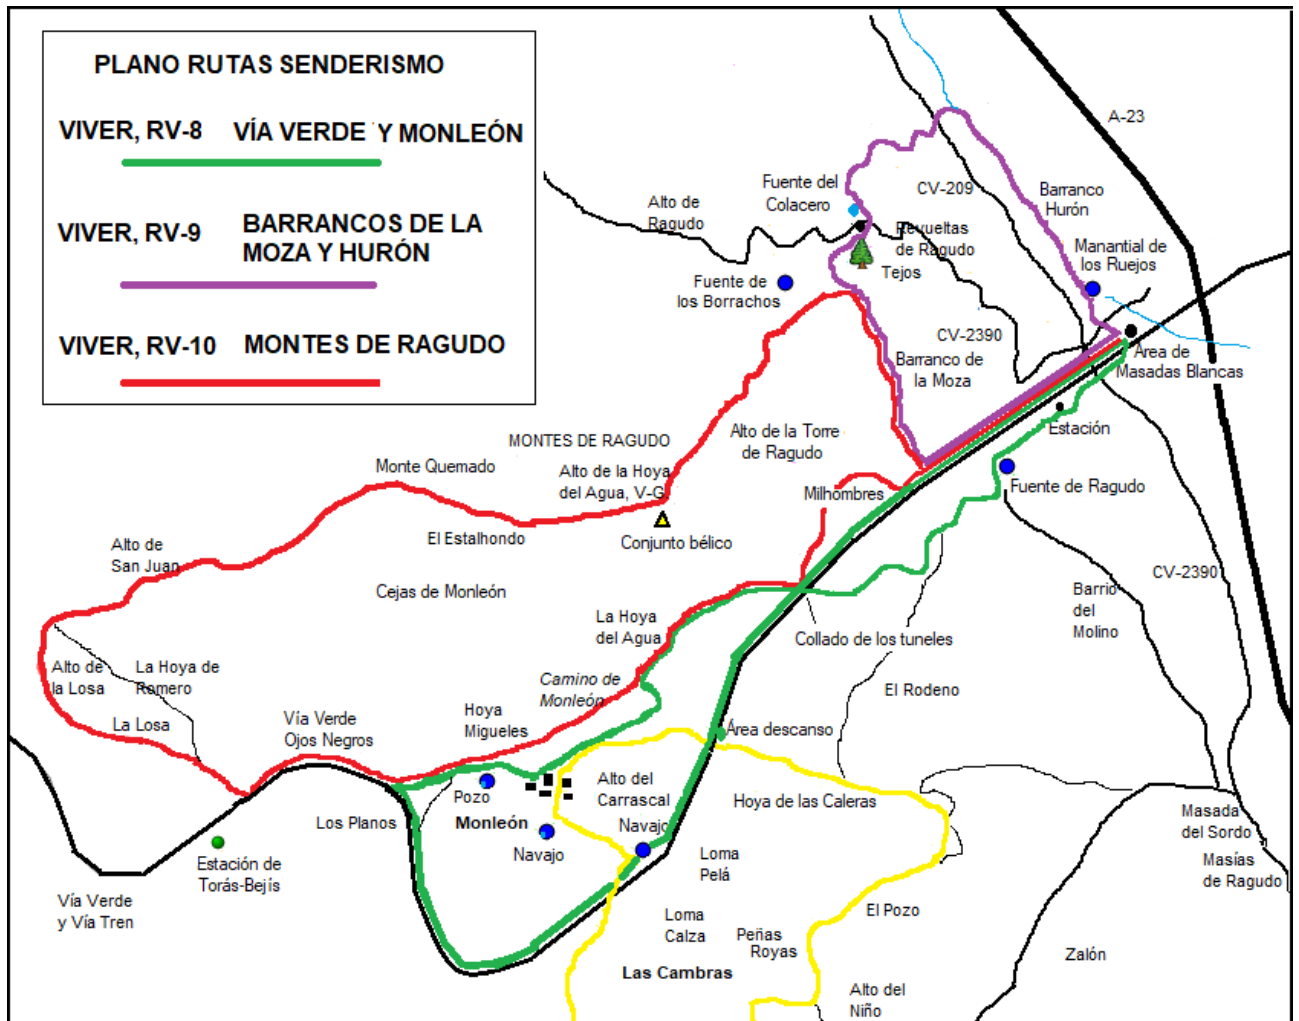 PLANO RUTAS SENDERISMO
VIVER, RV-8 VÍA VERDE Y MONLEÓN
VIVER, RV-9 BARRANCOS DE LA
MOZA Y HURÓN
VIVER, RV-10 MONTES DE RAGUDO
A-23
Fuente del
Colacero
CV-209
Barranco
Hurón
Alto de
Ragudo
Revueltas
de Ragudo
Tejos
Manantial de
los Ruejos
Fuente de
los Borrachos
CV-2390
Barranco de
la Moza
Área de
Masadas Blancas
Estación
MONTES DE RAGUDO
Alto de la Torre
de Ragudo
Monte Quemado
Alto de la Hoya
del Agua, V-G.
Milhombres
Fuente de Ragudo
El Estalhondo
Conjunto bélico
Alto de
San Juan
CV-2390
Cejas de Monleón
Barrio
del
Molino
La Hoya
del Agua
Collado de los tuneles
Alto de
la Losa
La Hoya de
Romero
Camino de
Monleón
El Rodeno
La Losa
Vía Verde
Ojos Negros
Hoya
Migueles
Área descanso
Pozo
Alto del
Carrascal
Hoya de las Caleras
Los Planos
Monleón
Navajo
Navajo
Masada
del Sordo
Estación de
Torás-Bejís
Loma
Pelá
Masías
de Ragudo
Vía Verde
y Vía Tren
Loma
Calza
Peñas
Royas
El Pozo
Las Cambras
Zalón
Alto del
Niño